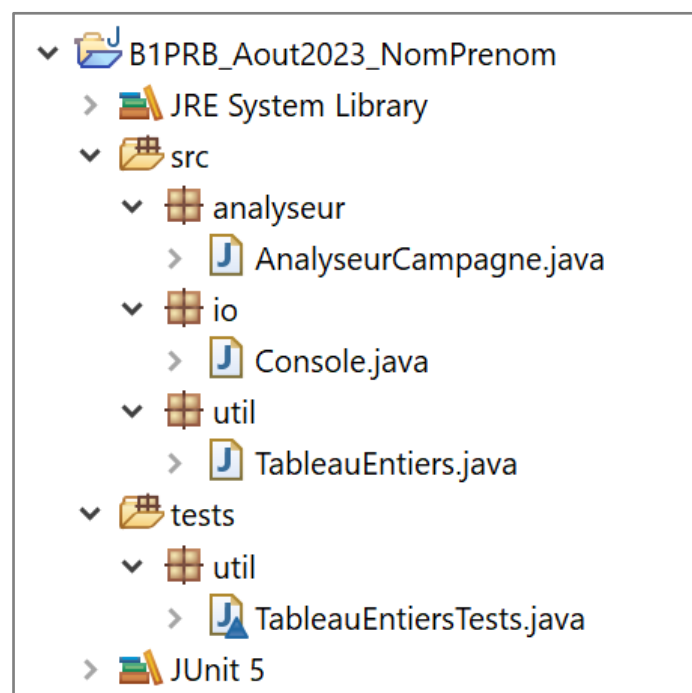 B1PRB_Aout2023_NomPrenom
JRE System Library
src
analyseur
AnalyseurCampagne.java
io
Console.java
util
TableauEntiers.java
tests
util
TableauEntiersTests.java
JUnit 5